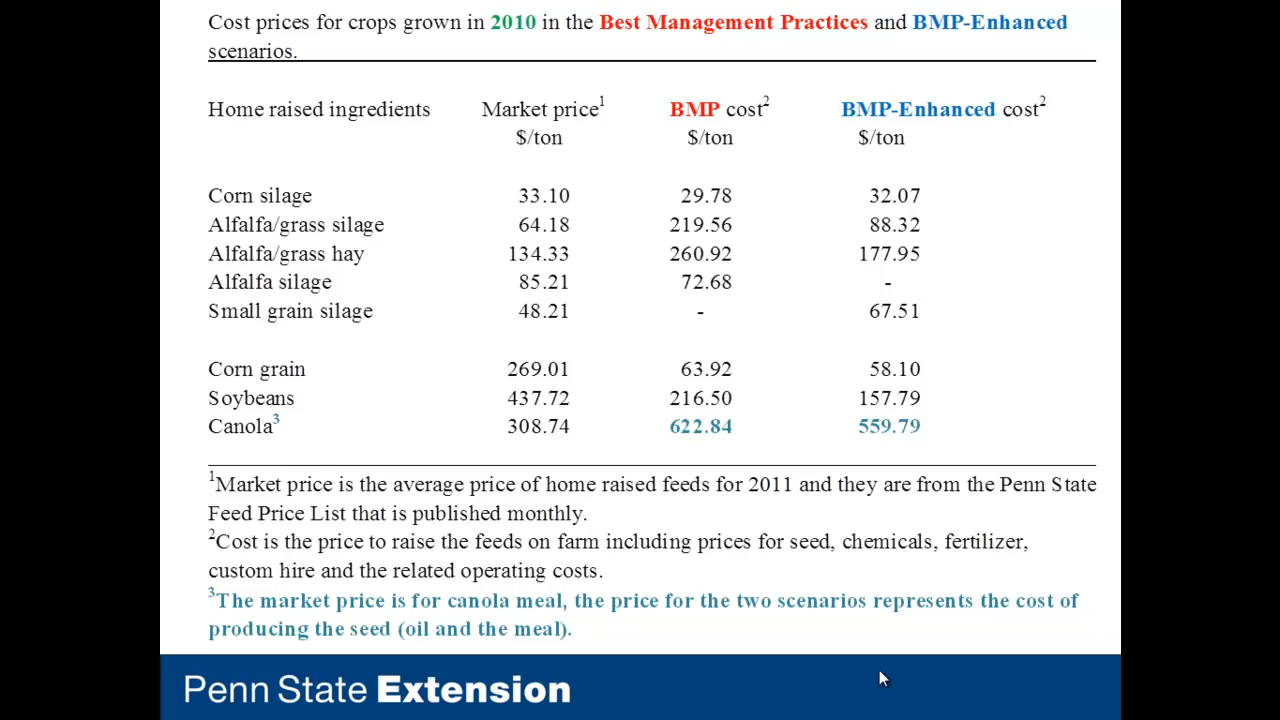 Cost prices for crops grown in 2010 in the Best Management Practices and BMP-Enhanced
scenarios.
Home raised ingredients Market price1 BMP cost2 BMP-Enhanced cost2
$/ton $/ton $/ton
Corn silage 33.10 29.78 32.07
Alfalfa/grass silage 64.18 219.56 88.32
Alfalfa/grass hay 134.33 260.92 177.95
Alfalfa silage 85.21 72.68 -
Small grain silage 48.21 - 67.51
Corn grain 269.01 63.92 58.10
Soybeans 437.72 216.50 157.79
Canola3 308.74 622.84 559.79
1Market price is the average price of home raised feeds for 2011 and they are from the Penn State
Feed Price List that is published monthly.
2Cost is the price to raise the feeds on farm including prices for seed, chemicals, fertilizer,
custom hire and the related operating costs.
3The market price is for canola meal, the price for the two scenarios represents the cost of
producing the seed (oil and the meal).
Penn State Extension